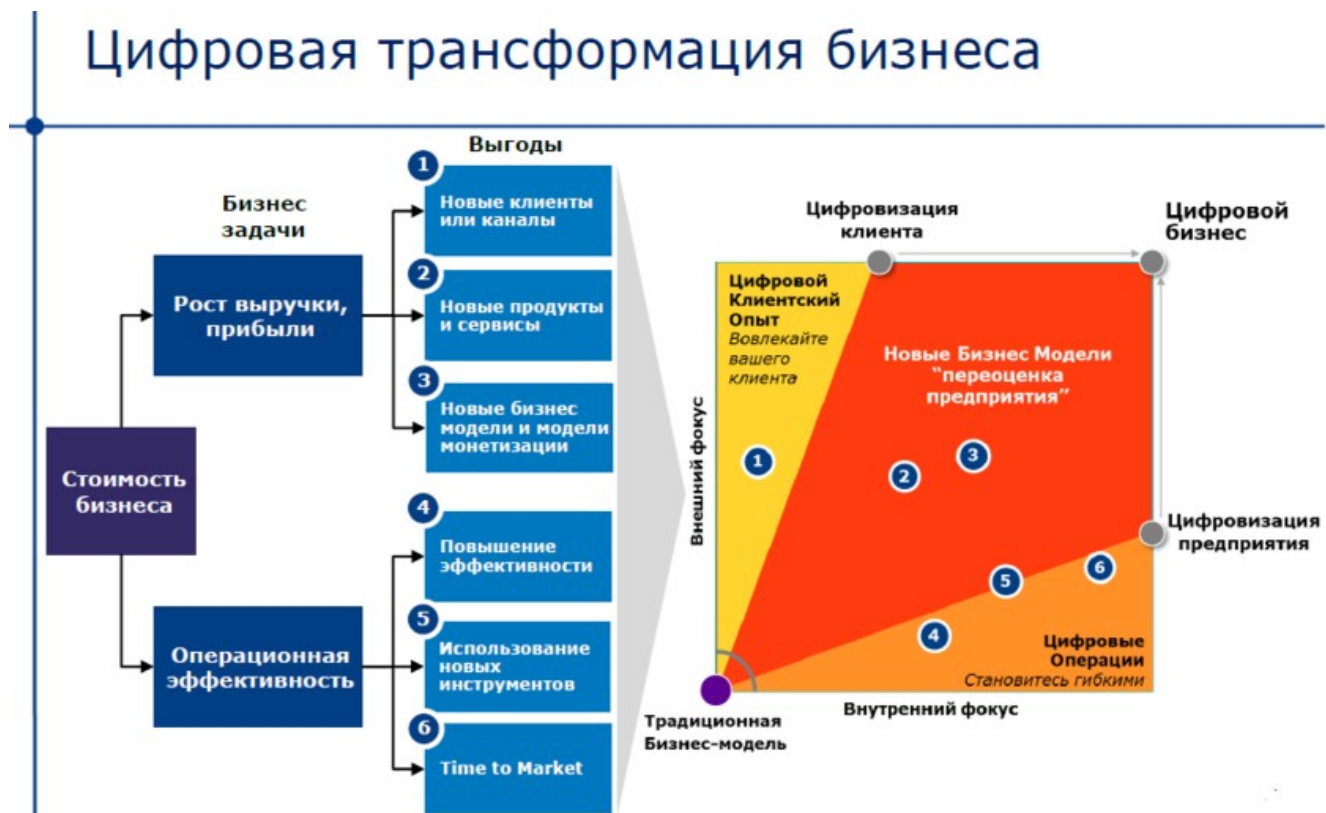 Цифровая трансформация бизнеса
Бизнес
задачи
Выгоды
Стоимость
бизнеса
Рост выручки,
прибыли
1
Новые клиенты
или каналы
2
Новые продукты
и сервисы
3
Новые бизнес
модели и модели
монетизации
Операционная
эффективность
4
Повышение
эффективности
5
Использование
новых
инструментов
6
Time to Market
Цифровизация
клиента
Цифровой
бизнес
Цифровой
Клиентский
Опыт
Вовлекайте
вашего
клиента
Новые Бизнес Модели
“переоценка
предприятия”
Внешний фокус
1
2
3
Цифровизация
предприятия
4
5
6
Цифровые
Операции
Становитесь гибкими
Внутренний фокус
Традиционная
Бизнес-модель